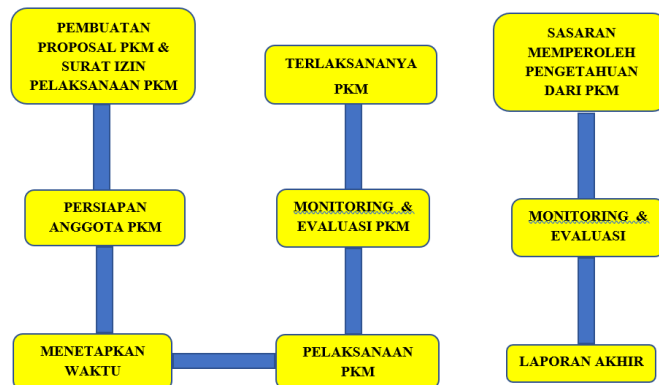 PEMBUATAN
PROPOSAL PKM &
SURAT IZIN
PELAKSANAAN PKM
PERSIAPAN
ANGGOTA PKM
MENETAPKAN
WAKTU
PELAKSANAAN
PKM
MONITORING &
EVALUASI PKM
TERLAKSANANYA
PKM
SASARAN
MEMPEROLEH
PENGETAHUAN
DARI PKM
MONITORING &
EVALUASI
LAPORAN AKHIR